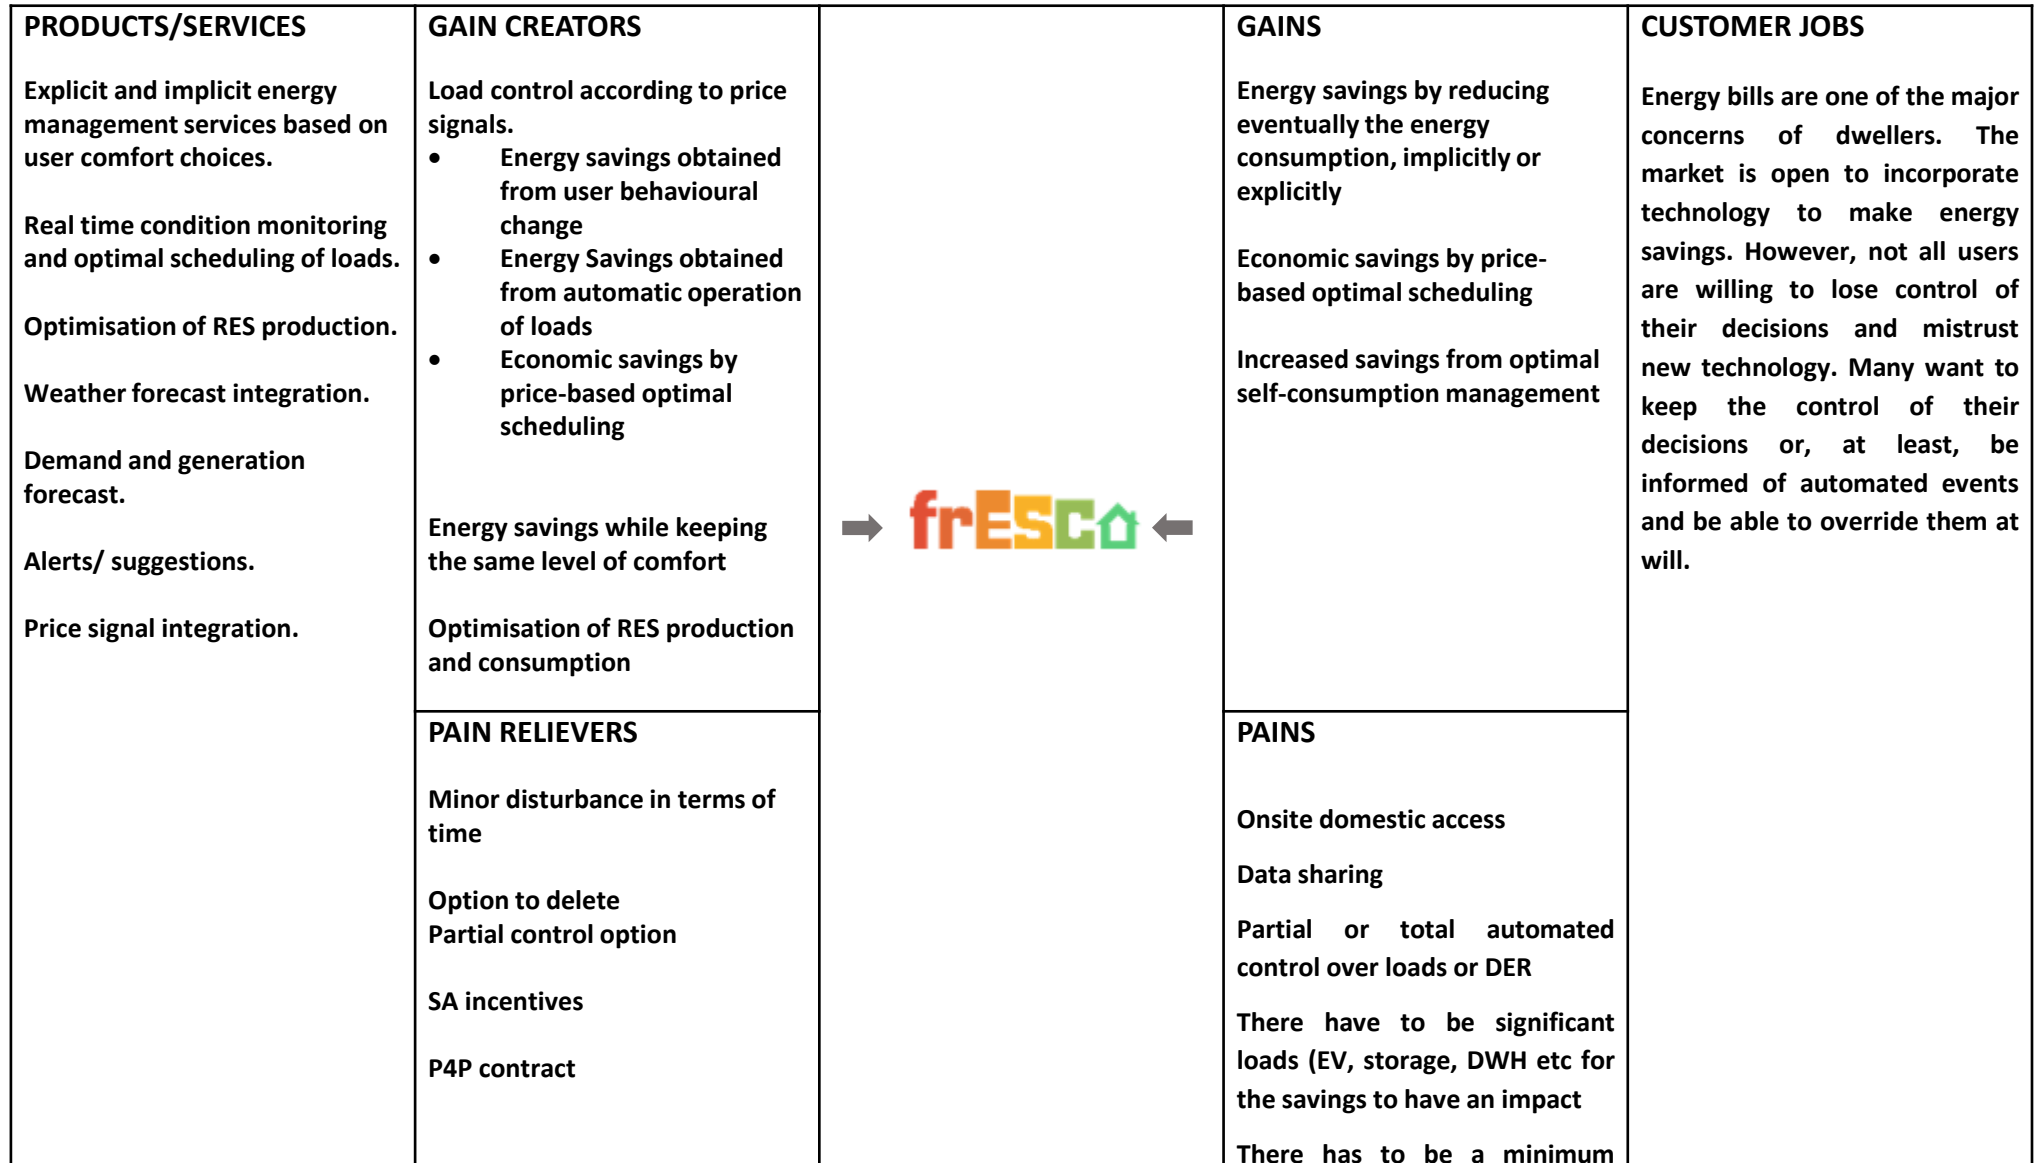 PRODUCTS/SERVICES
Explicit and implicit energy
management services based on
user comfort choices.
Real time condition monitoring
and optimal scheduling of loads.
Optimisation of RES production.
Weather forecast integration.
Demand and generation
forecast.
Alerts/ suggestions.
Price signal integration.
GAIN CREATORS
Load control according to price
signals.
• Energy savings obtained
from user behavioural
change
• Energy Savings obtained
from automatic operation
of loads
• Economic savings by
price-based optimal
scheduling
Energy savings while keeping
the same level of comfort
Optimisation of RES production
and consumption
PAIN RELIEVERS
Minor disturbance in terms of
time
Option to delete
Partial control option
SA incentives
P4P contract
frESCO
GAINS
Energy savings by reducing
eventually the energy
consumption, implicitly or
explicitly
Economic savings by price-
based optimal scheduling
Increased savings from optimal
self-consumption management
PAINS
Onsite domestic access
Data sharing
Partial or total automated
control over loads or DER
There have to be significant
loads (EV, storage, DWH etc for
the savings to have an impact
There has to be a minimum
CUSTOMER JOBS
Energy bills are one of the major
concerns of dwellers. The
market is open to incorporate
technology to make energy
savings. However, not all users
are willing to lose control of
their decisions and mistrust
new technology. Many want to
keep the control of their
decisions or, at least, be
informed of automated events
and be able to override them at
will.